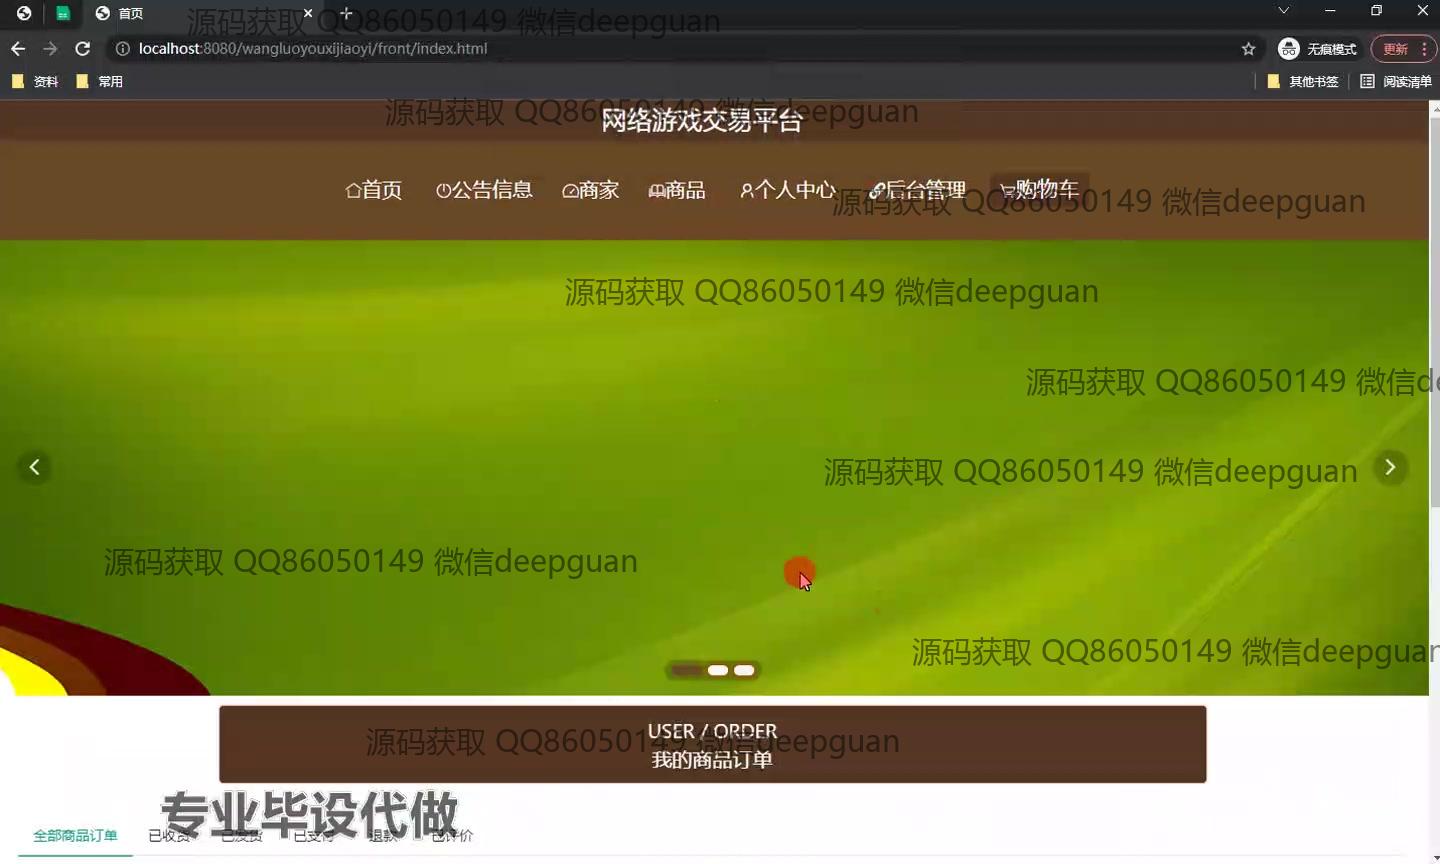 首页
源码获取 QQ86050149 微信deepguan
localhost:8080/wangluoyouxijiaoyi/front/index.html
无痕模式
更新
资料
常用
其他书签
阅读清单
源码获取 QQ86050149 微信deepguan
网络游戏交易平台
首页
公告信息
商家
商品
个人中心
后台管理
购物车
源码获取 QQ86050149 微信deepguan
源码获取 QQ86050149 微信deepguan
源码获取 QQ86050149 微信de
源码获取 QQ86050149 微信deepguan
源码获取 QQ86050149 微信deepguan
源码获取 QQ86050149 微信deepguan
USER / ORDER
源码获取 QQ86050149 微信deepguan
我的商品订单
专业毕设代做
全部商品订单
已收货
已发货
已支付
退款
已评价